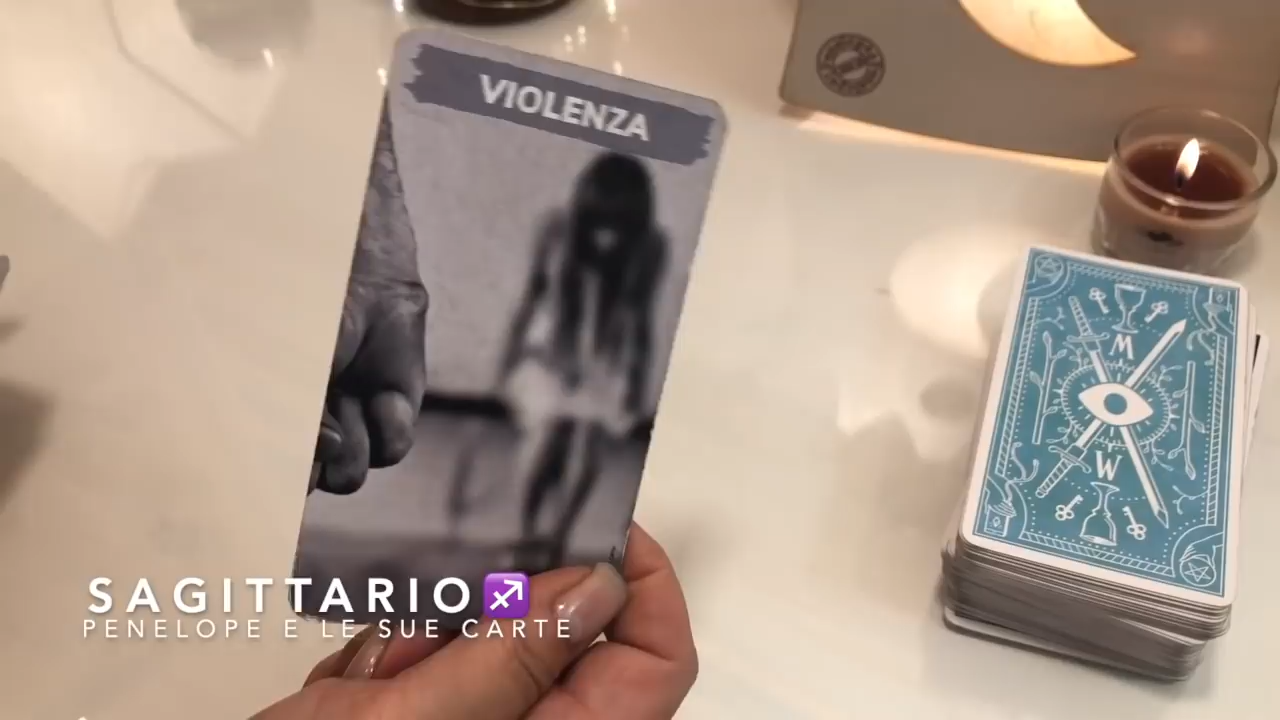 VIOLENZA
M
W
SAGITTARIO♐
PENELOPE E LE SUE CARTE